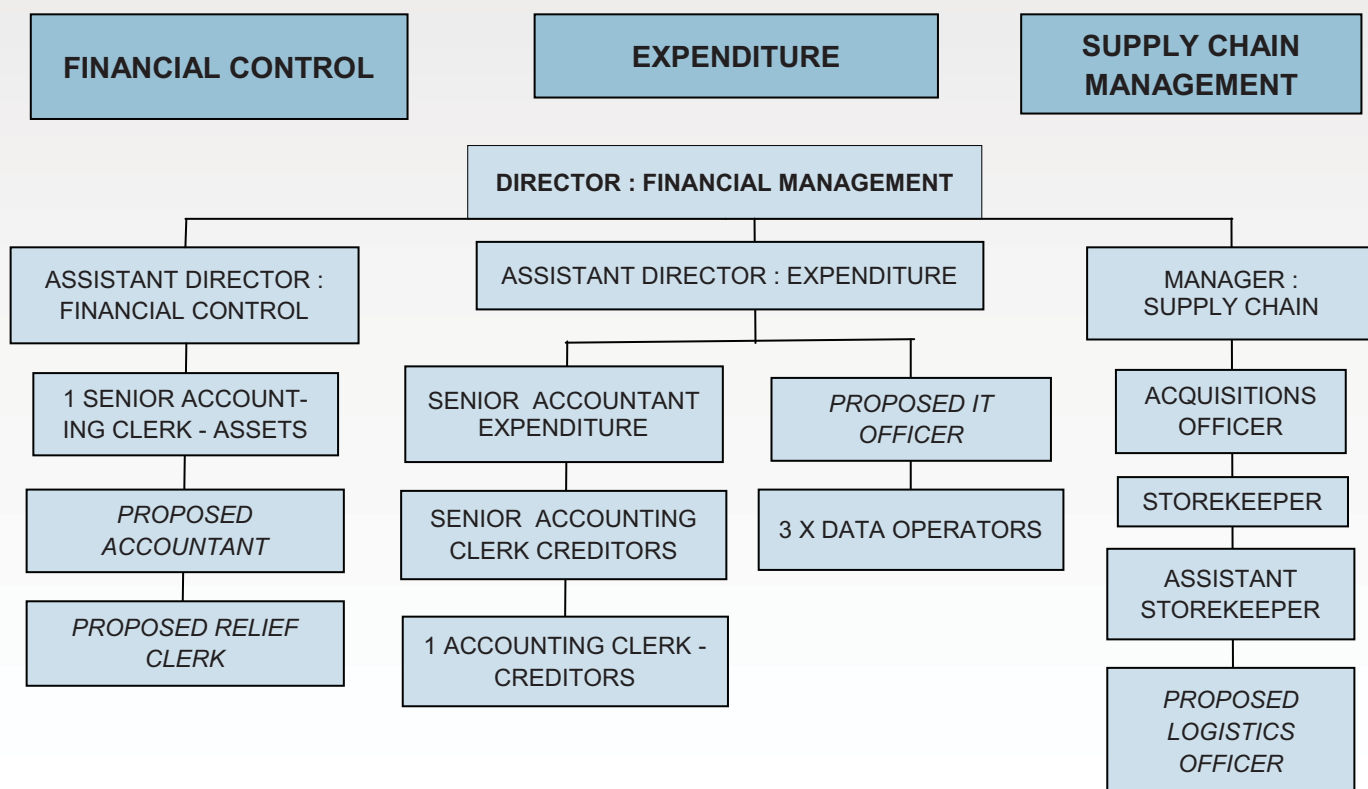 FINANCIAL CONTROL
EXPENDITURE
SUPPLY CHAIN
MANAGEMENT
DIRECTOR : FINANCIAL MANAGEMENT
ASSISTANT DIRECTOR :
FINANCIAL CONTROL
ASSISTANT DIRECTOR : EXPENDITURE
MANAGER :
SUPPLY CHAIN
1 SENIOR ACCOUNT-
ING CLERK - ASSETS
SENIOR ACCOUNTANT
EXPENDITURE
PROPOSED IT
OFFICER
ACQUISITIONS
OFFICER
PROPOSED
ACCOUNTANT
SENIOR ACCOUNTING
CLERK CREDITORS
3 X DATA OPERATORS
STOREKEEPER
ASSISTANT
STOREKEEPER
PROPOSED RELIEF
CLERK
1 ACCOUNTING CLERK -
CREDITORS
PROPOSED
LOGISTICS
OFFICER